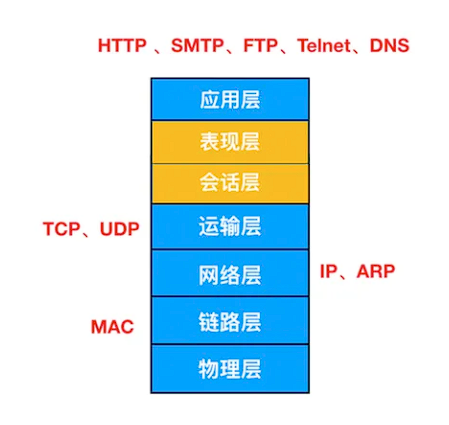 HTTP 、SMTP、FTP、Telnet、DNS
应用层
表现层
会话层
TCP、UDP
运输层
网络层
IP、ARP
MAC
链路层
物理层